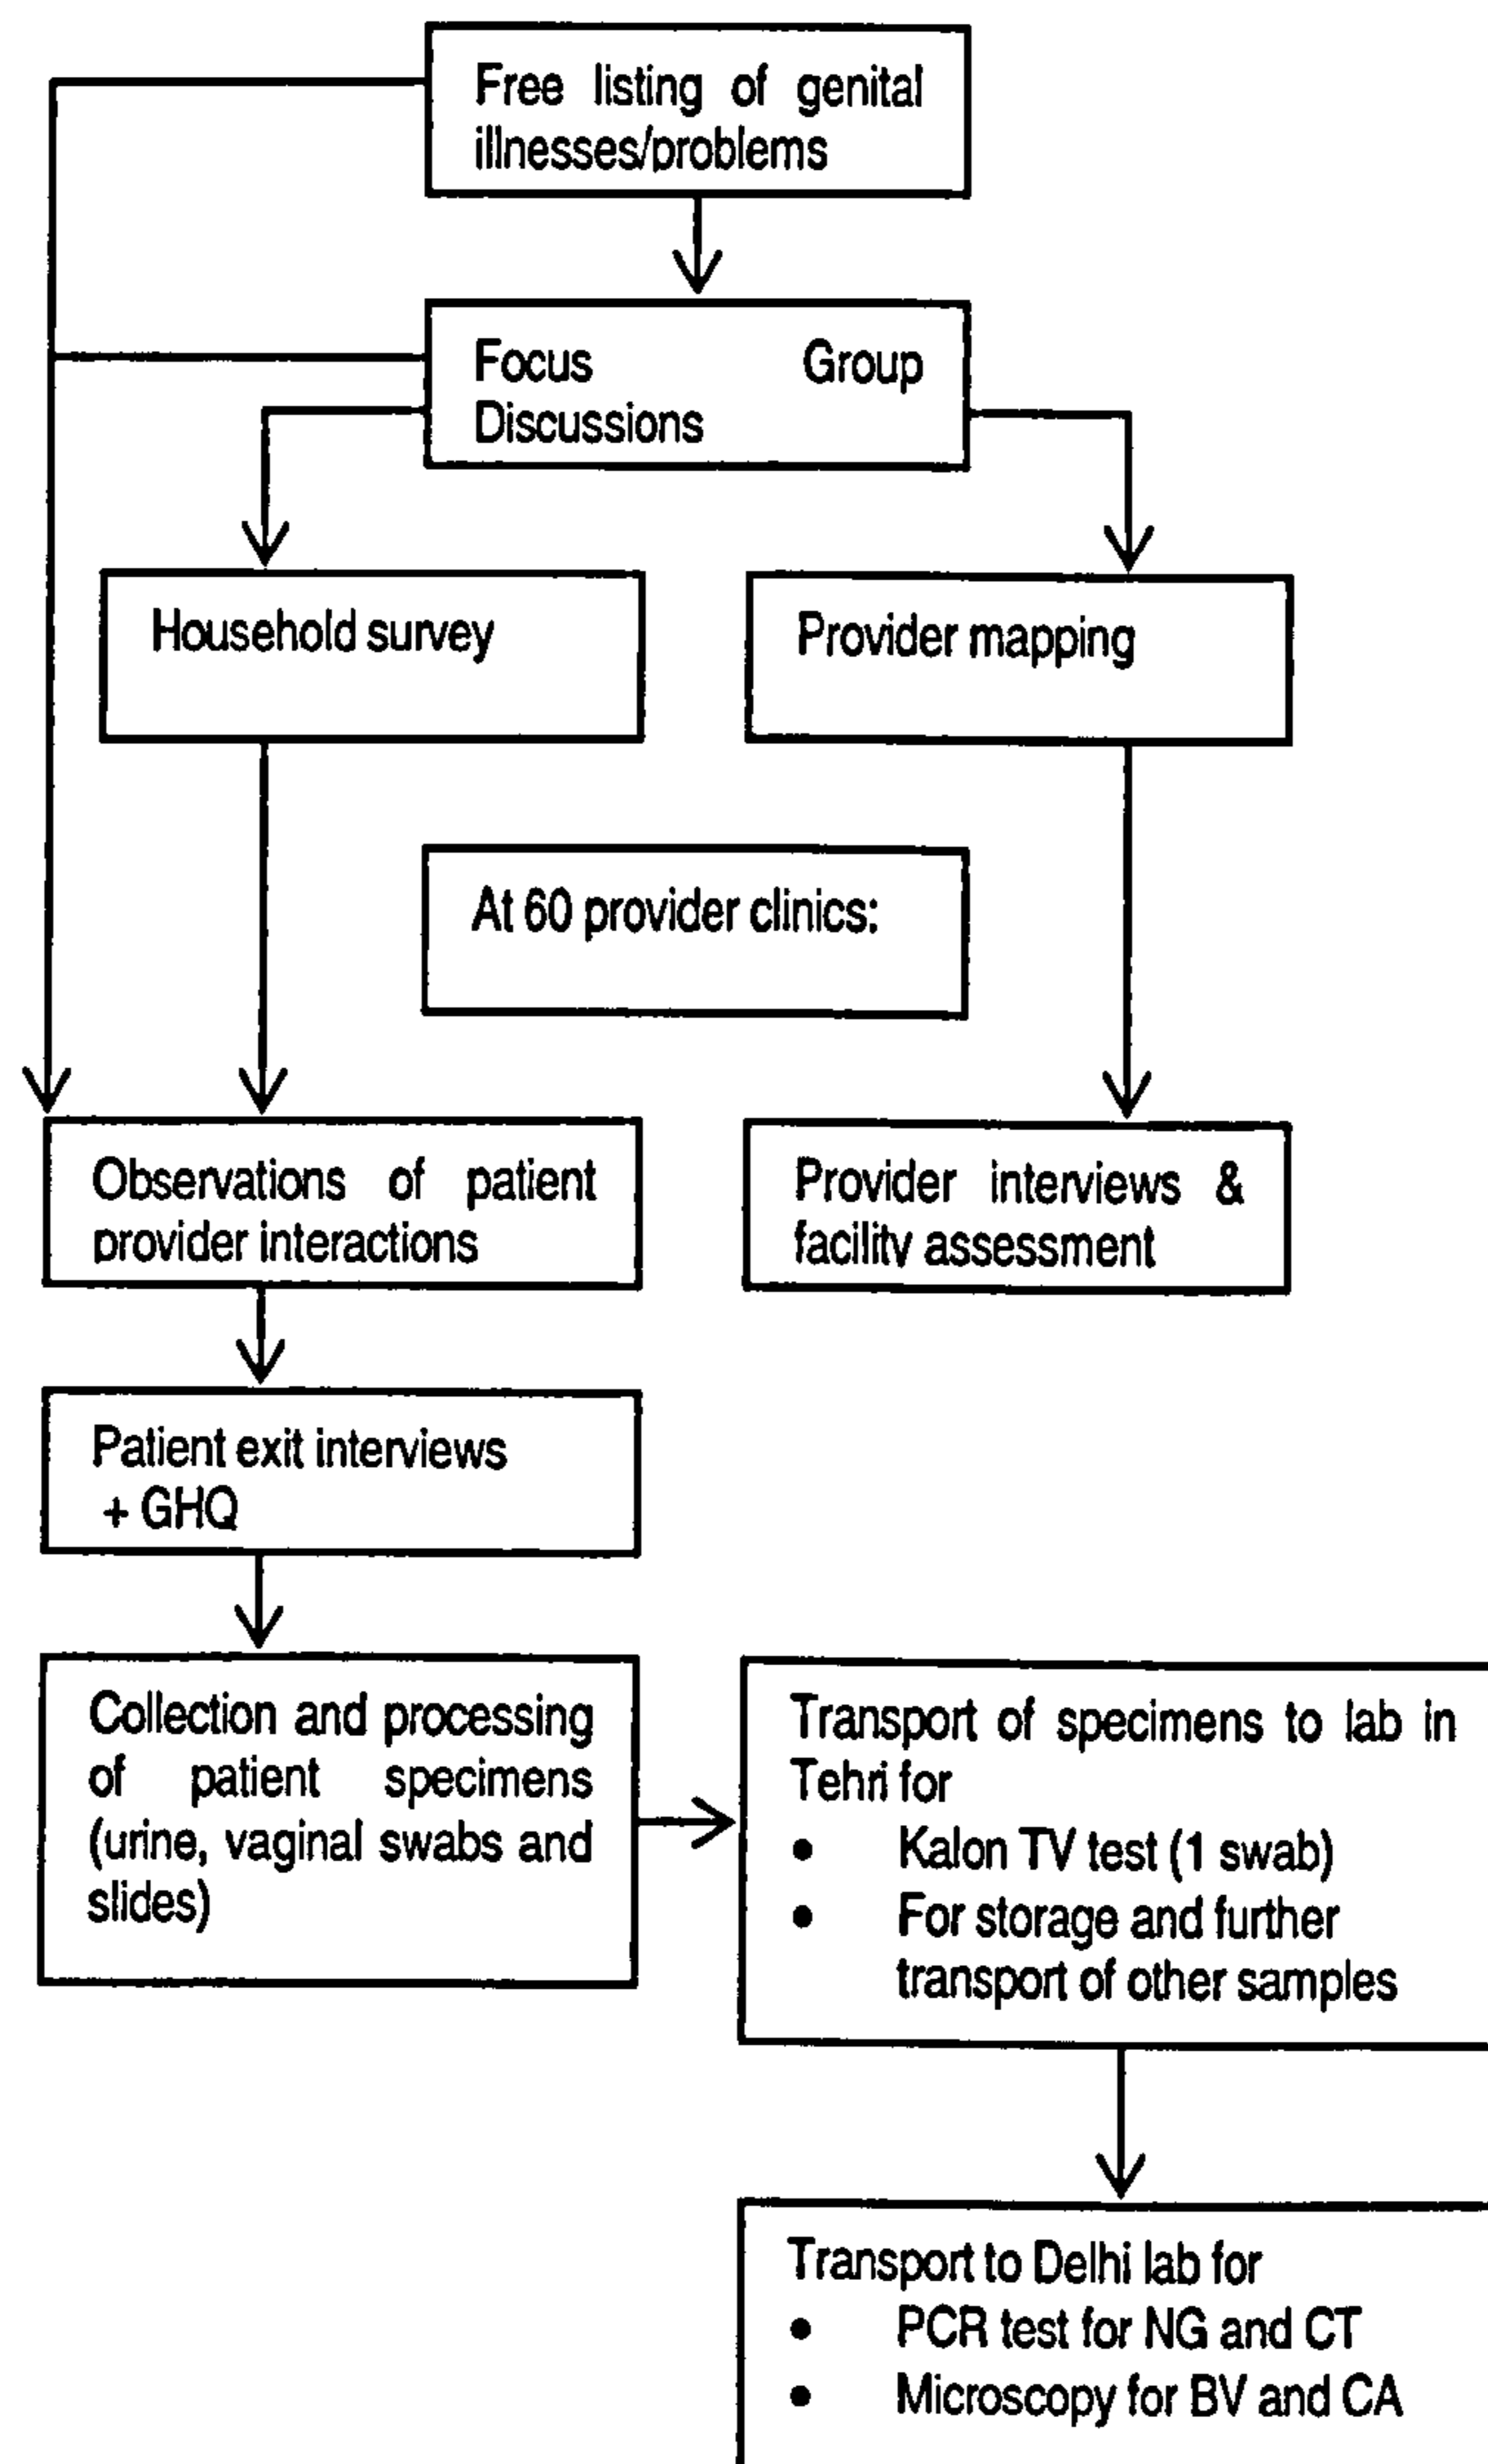 Free listing of genital
illnesses/problems
Focus Group
Discussions
Household survey
Provider mapping
At 60 provider clinics:
Observations of patient
provider interactions
Provider interviews &
facility assessment
Patient exit interviews
+ GHQ
Collection and processing
of patient specimens
(urine, vaginal swabs and
slides)
Transport of specimens to lab in
Tehri for
• Kalon TV test (1 swab)
• For storage and further
transport of other samples
Transport to Delhi lab for
• PCR test for NG and CT
• Microscopy for BV and CA